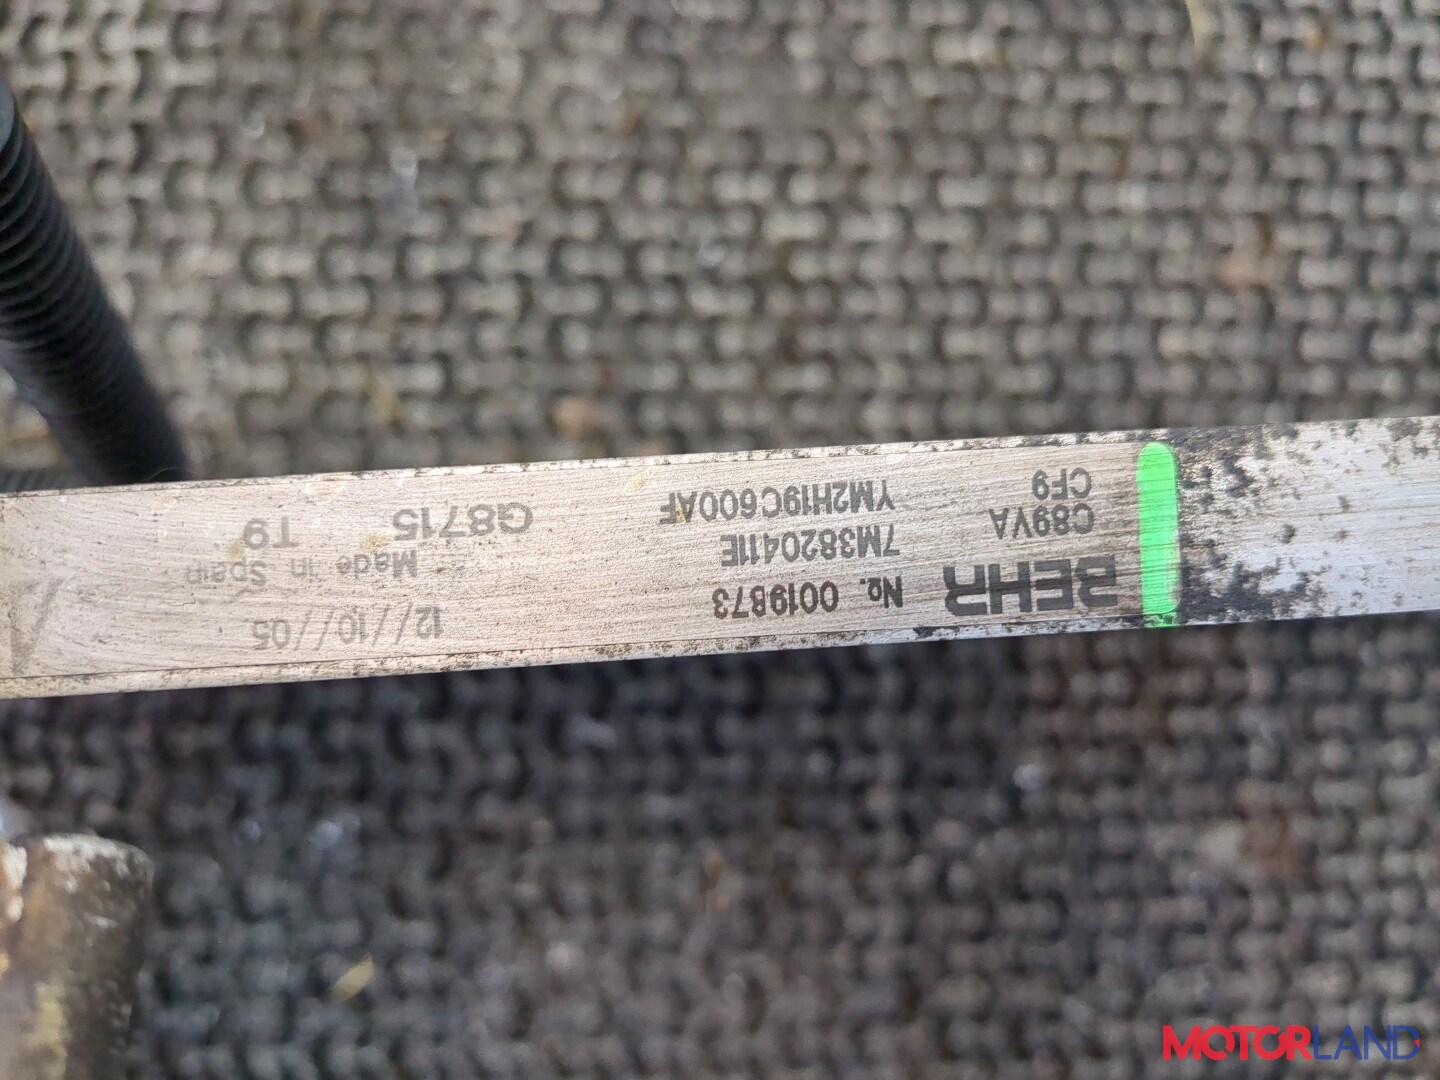 BEHR
No. 0019873
12//10//05
C89VA
7M3820411E
Made in Spain
CF9
YM2H19C600AF
G8715
T9
MOTORLAND